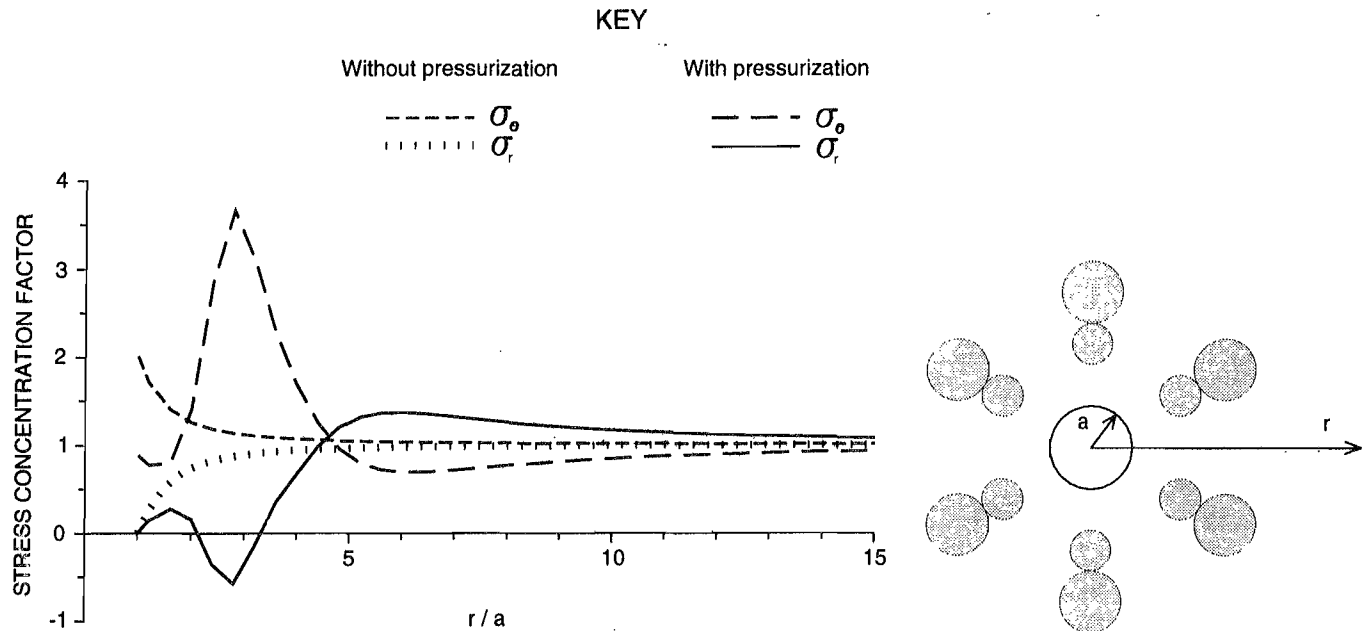 KEY
Without pressurization
With pressurization
σθ
σr
σθ
σr
STRESS CONCENTRATION FACTOR
4
3
2
1
0
-1
5
10
15
r / a
a
r